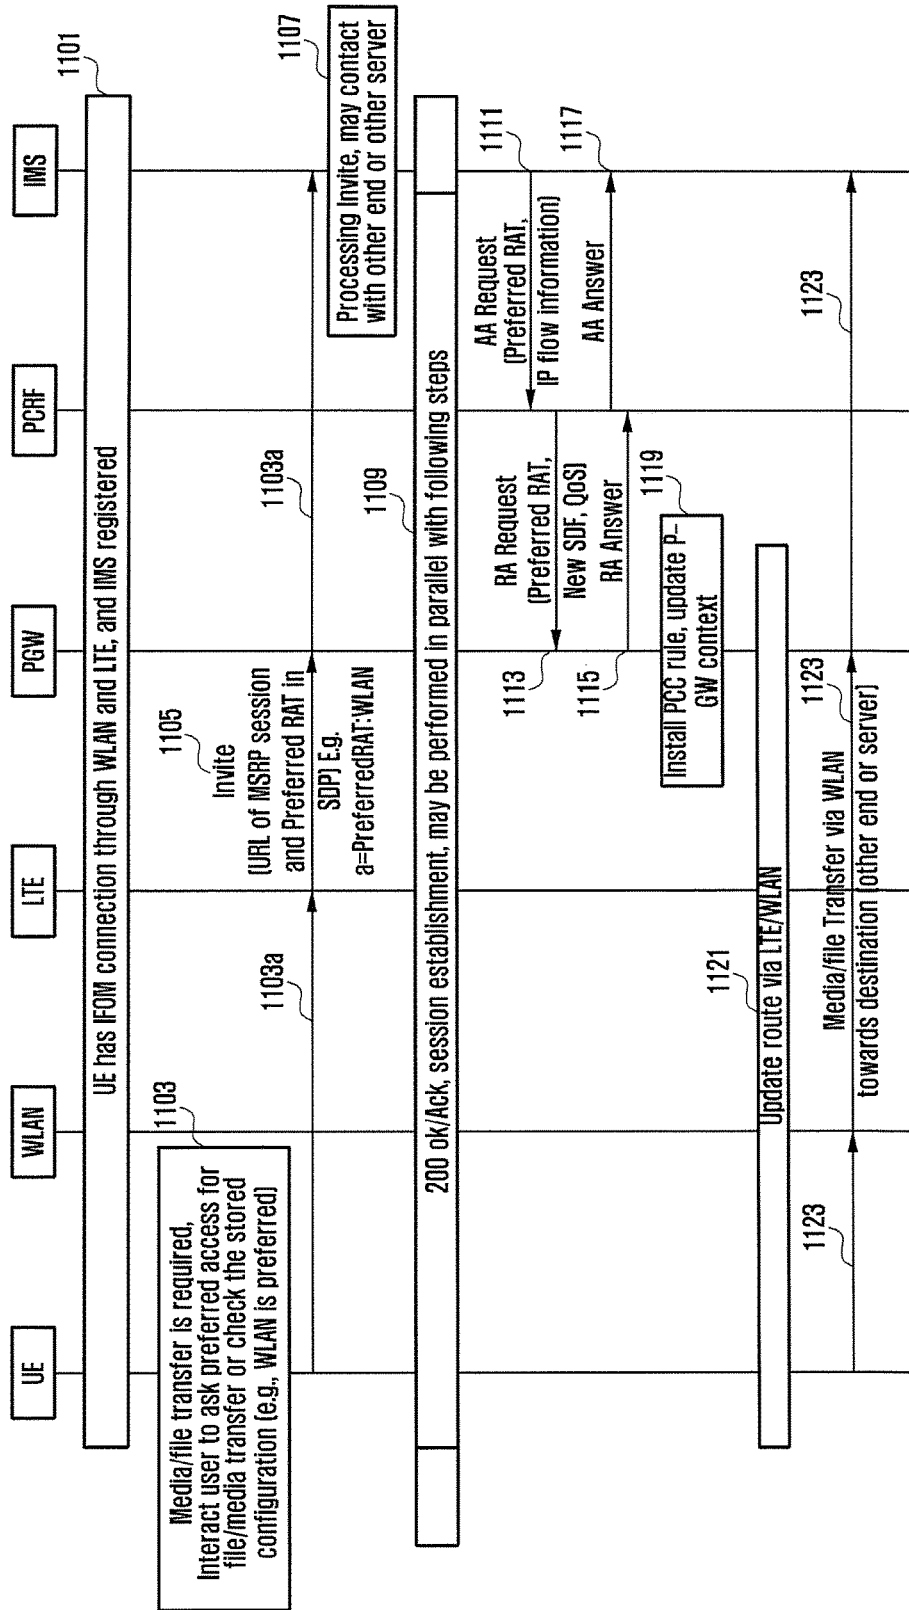 UE
WLAN
LTE
PGW
PCRF
IMS
1101
UE has IFOM connection through WLAN and LTE, and IMS registered
1103
Media/file transfer is required,
Interact user to ask preferred access for
file/media transfer or check the stored
configuration (e.g., WLAN is preferred)
1103a
1105
Invite
(URL of MSRP session
and Preferred RAT in
SDP) E.g.
a=PreferredRAT:WLAN
1103a
1107
Processing Invite, may contact
with other end or other server
1109
200 ok/Ack, session establishment, may be performed in parallel with following steps
1111
AA Request
(Preferred RAT,
IP flow information)
1113
RA Request
(Preferred RAT,
New SDF, QoS)
1115
RA Answer
1117
AA Answer
1119
Install PCC rule, update P-
GW context
1121
Update route via LTE/WLAN
1123
Media/file Transfer via WLAN
towards destination (other end or server)
1123
1123